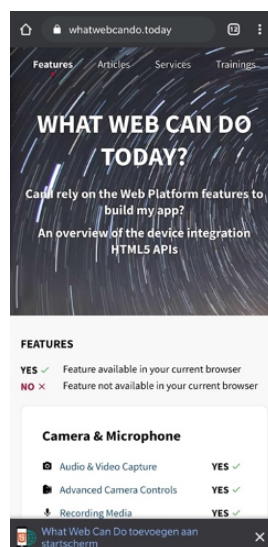 whatwebcando.today 12
Features Articles Services Trainings
WHAT WEB CAN DO
TODAY?
Can I rely on the Web Platform features to
build my app?
An overview of the device integration
HTML5 APIs
FEATURES
YES ✓ Feature available in your current browser
NO × Feature not available in your current browser
Camera & Microphone
Audio & Video Capture YES ✓
Advanced Camera Controls YES ✓
Recording Media YES ✓
What Web Can Do toevoegen aan
startscherm